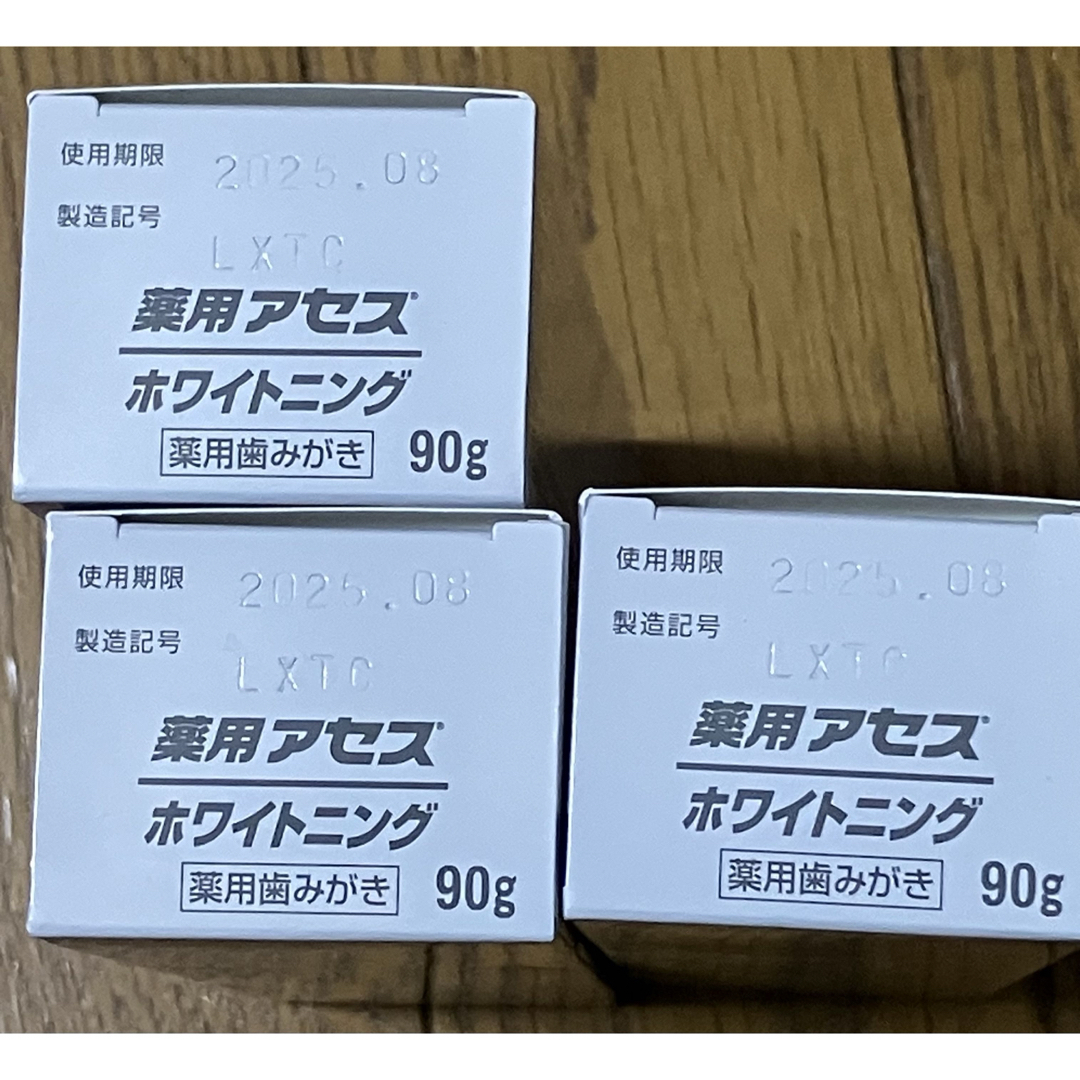 使用期限 2025.08
製造記号
LXTC
薬用アセス®
ホワイトニング
薬用歯みがき 90g
使用期限 2025.08
製造記号
LXTC
薬用アセス®
ホワイトニング
薬用歯みがき 90g
使用期限 2025.08
製造記号
LXTC
薬用アセス®
ホワイトニング
薬用歯みがき 90g